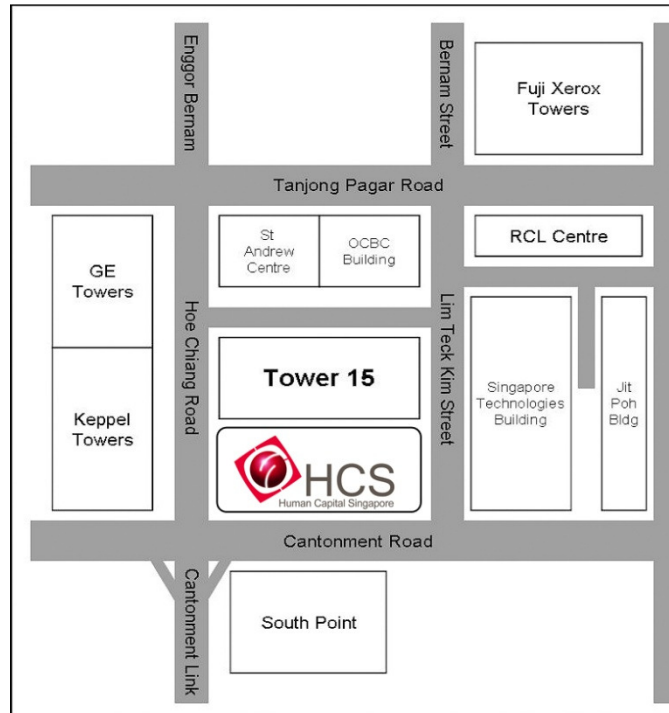 Enggor Bernam
Bernam Street
Fuji Xerox
Towers
Tanjong Pagar Road
GE
Towers
St
Andrew
Centre
OCBC
Building
RCL Centre
Hoe Chiang Road
Lim Teck Kim Street
Tower 15
Keppel
Towers
Singapore
Technologies
Building
Jit
Poh
Bldg
HCS
Human Capital Singapore
Cantonment Road
Cantonment Link
South Point